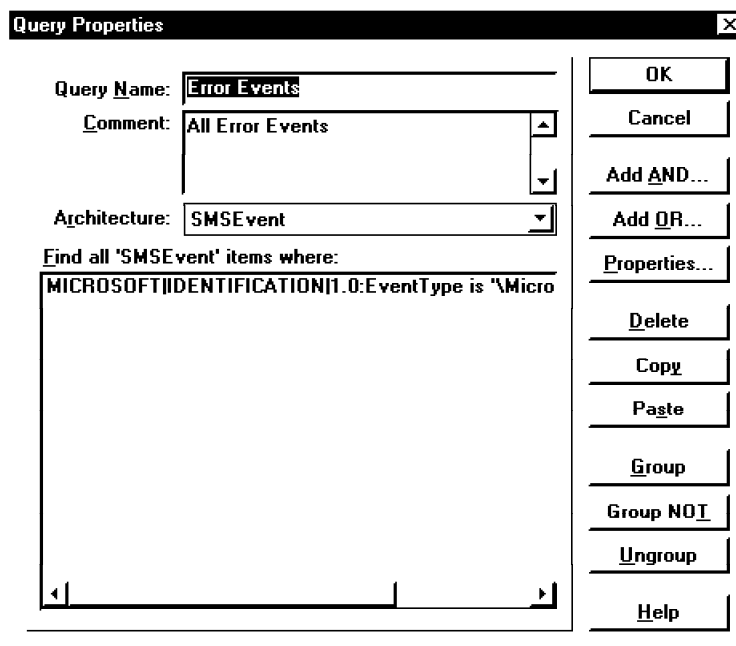 Query Properties
Query Name: Error Events
Comment: All Error Events
Architecture: SMSEvent
Find all 'SMSEvent' items where:
MICROSOFT|IDENTIFICATION|1.0:EventType is '\Micro
OK
Cancel
Add AND...
Add OR...
Properties...
Delete
Copy
Paste
Group
Group NOT
Ungroup
Help